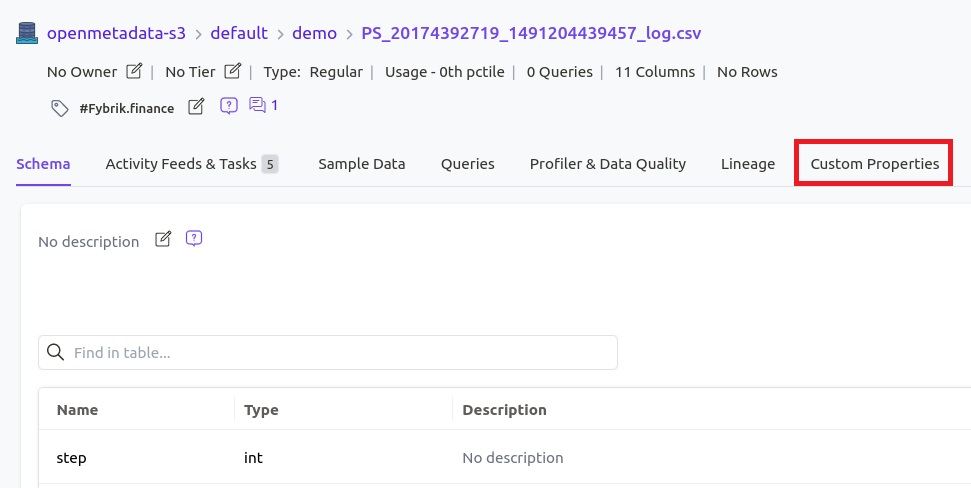 openmetadata-s3 > default > demo > PS_20174392719_1491204439457_log.csv
No Owner | No Tier | Type: Regular | Usage - 0th pctile | 0 Queries | 11 Columns | No Rows
#Fybrik.finance ? 1
Schema Activity Feeds & Tasks 5 Sample Data Queries Profiler & Data Quality Lineage Custom Properties
No description ?
Find in table...
Name Type Description
step int No description